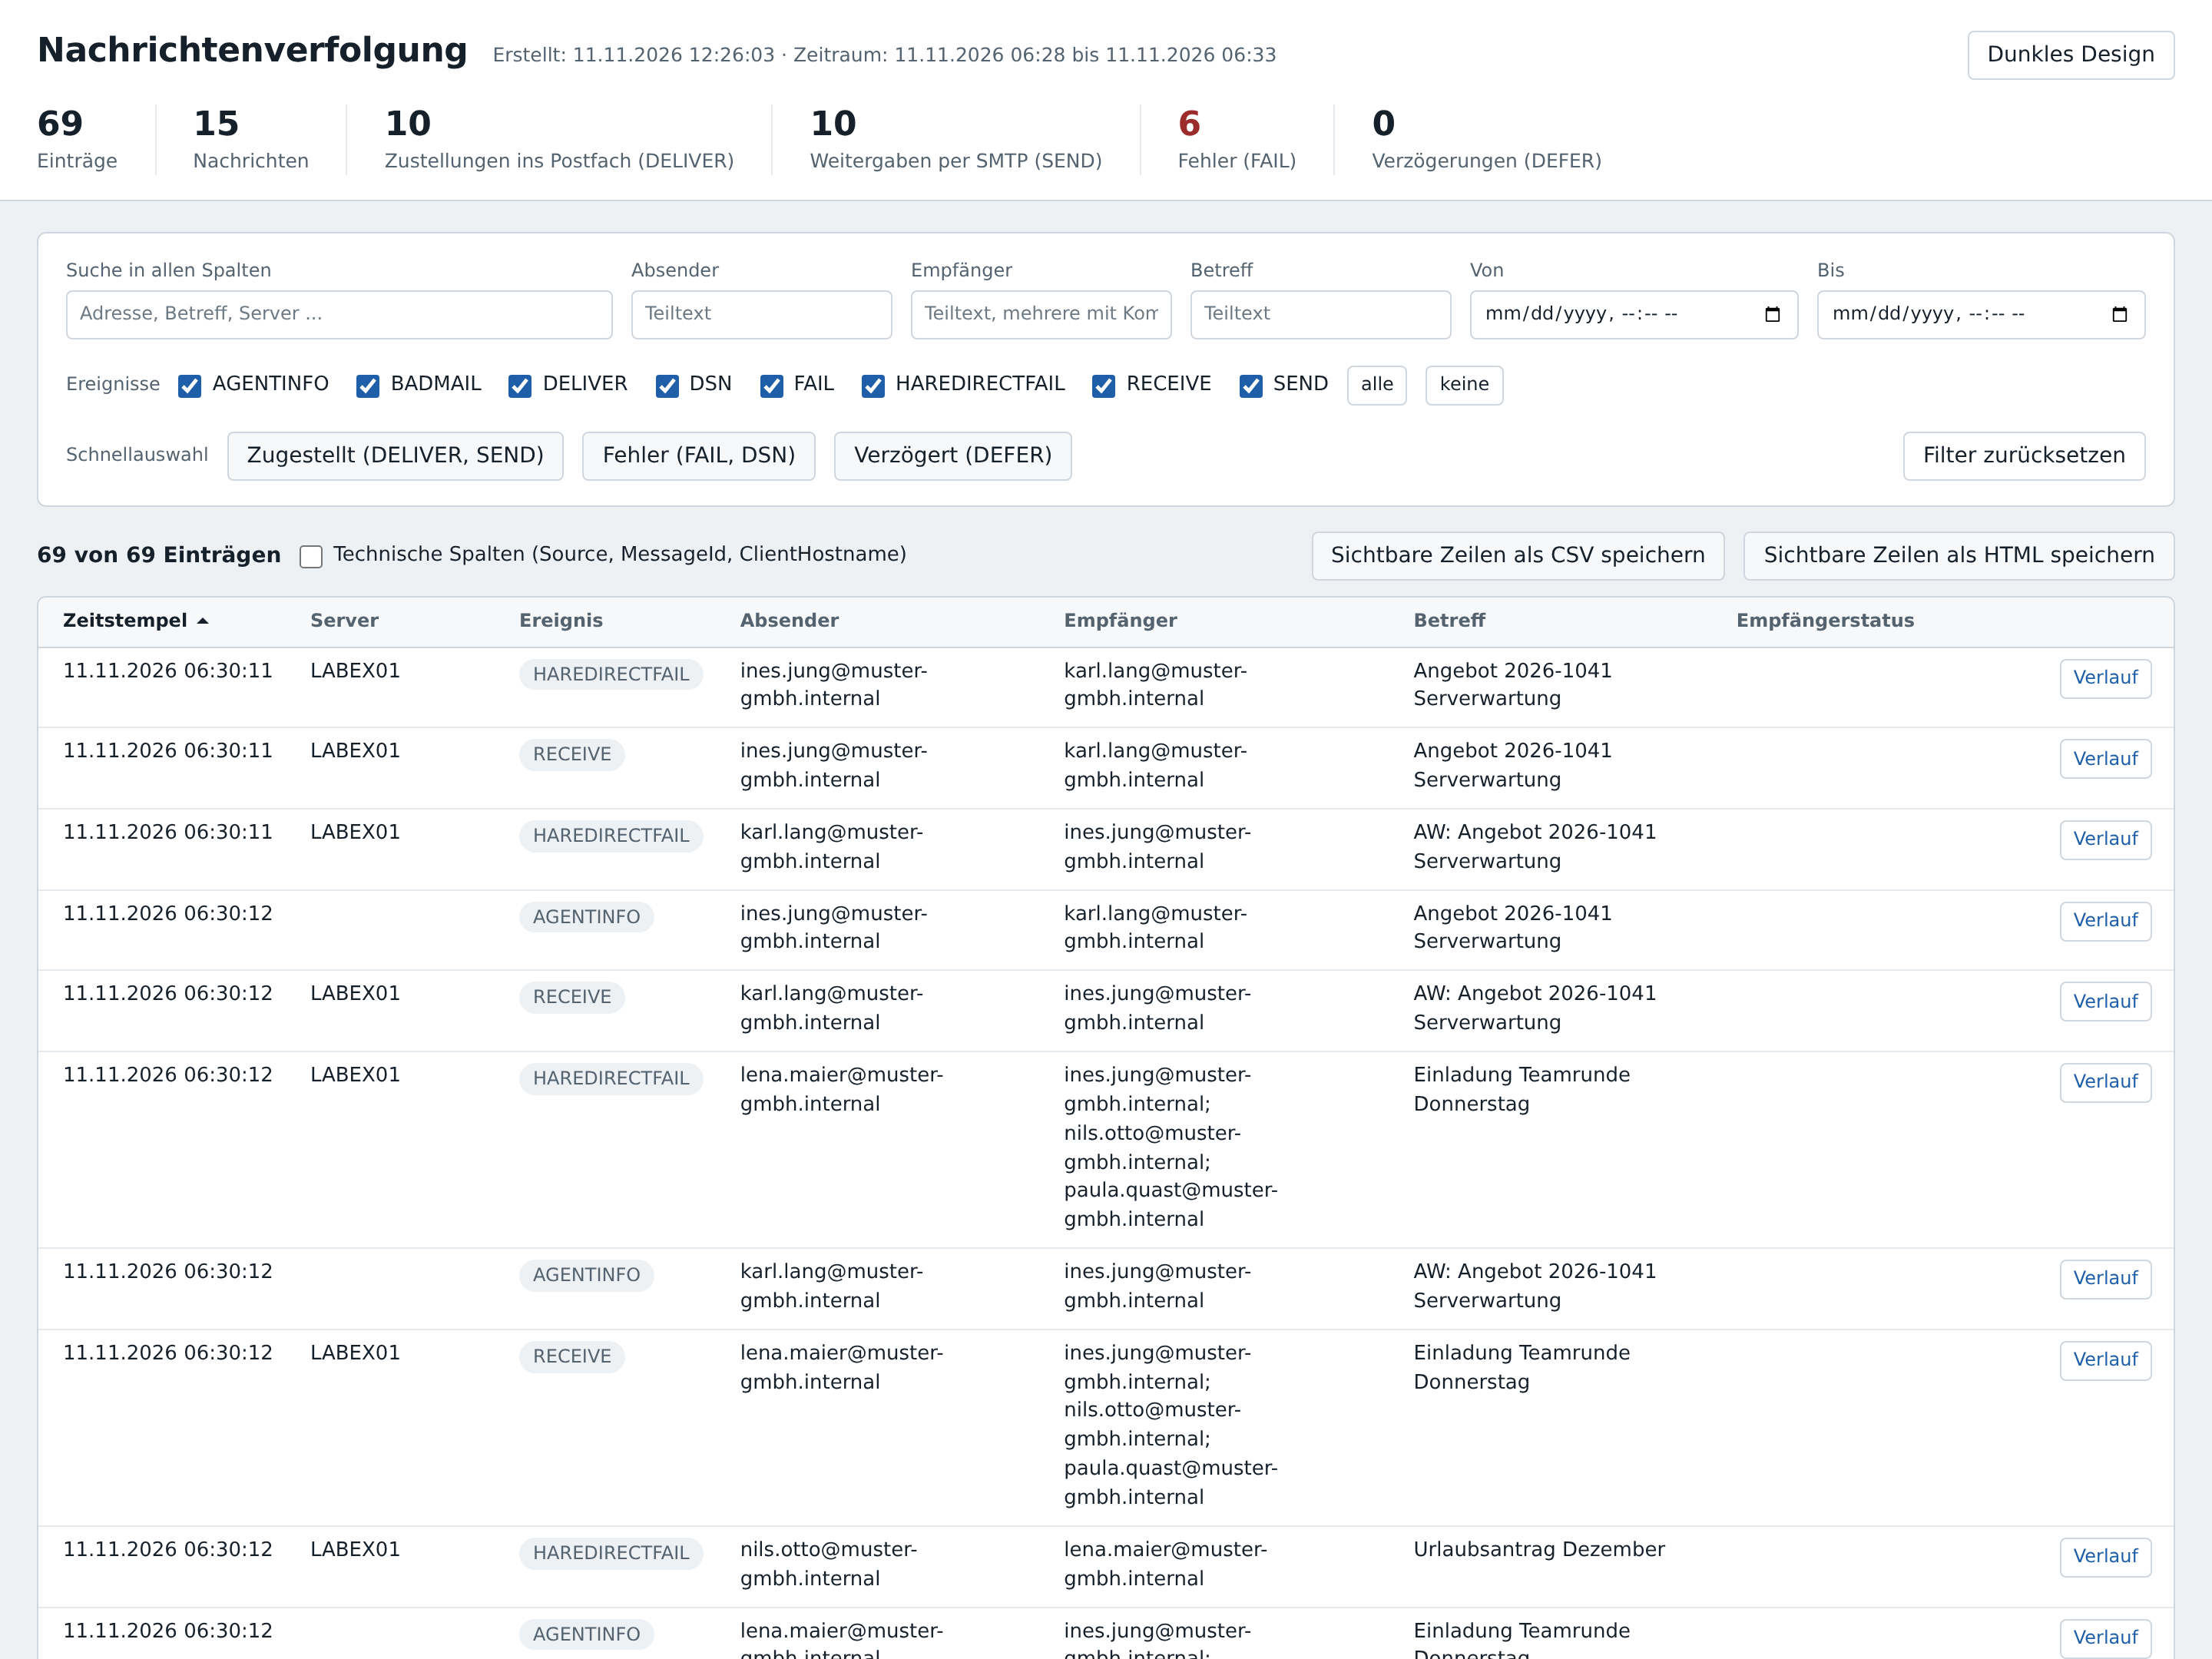 Nachrichtenverfolgung Erstellt: 11.11.2026 12:26:03 · Zeitraum: 11.11.2026 06:28 bis 11.11.2026 06:33 Dunkles Design
69 15 10 10 6 0
Einträge Nachrichten Zustellungen ins Postfach (DELIVER) Weitergaben per SMTP (SEND) Fehler (FAIL) Verzögerungen (DEFER)
Suche in allen Spalten Absender Empfänger Betreff Von Bis
Adresse, Betreff, Server ... Teiltext Teiltext, mehrere mit Kom Teiltext mm/dd/yyyy, --:-- -- mm/dd/yyyy, --:-- --
Ereignisse AGENTINFO BADMAIL DELIVER DSN FAIL HAREDIRECTFAIL RECEIVE SEND alle keine
Schnellauswahl Zugestellt (DELIVER, SEND) Fehler (FAIL, DSN) Verzögert (DEFER) Filter zurücksetzen
69 von 69 Einträgen Technische Spalten (Source, MessageId, ClientHostname) Sichtbare Zeilen als CSV speichern Sichtbare Zeilen als HTML speichern
Zeitstempel Server Ereignis Absender Empfänger Betreff Empfängerstatus
11.11.2026 06:30:11 LABEX01 HAREDIRECTFAIL ines.jung@muster- karl.lang@muster- Angebot 2026-1041 Verlauf
gmbh.internal gmbh.internal Serverwartung
11.11.2026 06:30:11 LABEX01 RECEIVE ines.jung@muster- karl.lang@muster- Angebot 2026-1041 Verlauf
gmbh.internal gmbh.internal Serverwartung
11.11.2026 06:30:11 LABEX01 HAREDIRECTFAIL karl.lang@muster- ines.jung@muster- AW: Angebot 2026-1041 Verlauf
gmbh.internal gmbh.internal Serverwartung
11.11.2026 06:30:12 AGENTINFO ines.jung@muster- karl.lang@muster- Angebot 2026-1041 Verlauf
gmbh.internal gmbh.internal Serverwartung
11.11.2026 06:30:12 LABEX01 RECEIVE karl.lang@muster- ines.jung@muster- AW: Angebot 2026-1041 Verlauf
gmbh.internal gmbh.internal Serverwartung
11.11.2026 06:30:12 LABEX01 HAREDIRECTFAIL lena.maier@muster- ines.jung@muster- Einladung Teamrunde Verlauf
gmbh.internal gmbh.internal; Donnerstag
nils.otto@muster-
gmbh.internal;
paula.quast@muster-
gmbh.internal
11.11.2026 06:30:12 AGENTINFO karl.lang@muster- ines.jung@muster- AW: Angebot 2026-1041 Verlauf
gmbh.internal gmbh.internal Serverwartung
11.11.2026 06:30:12 LABEX01 RECEIVE lena.maier@muster- ines.jung@muster- Einladung Teamrunde Verlauf
gmbh.internal gmbh.internal; Donnerstag
nils.otto@muster-
gmbh.internal;
paula.quast@muster-
gmbh.internal
11.11.2026 06:30:12 LABEX01 HAREDIRECTFAIL nils.otto@muster- lena.maier@muster- Urlaubsantrag Dezember Verlauf
gmbh.internal gmbh.internal
11.11.2026 06:30:12 AGENTINFO lena.maier@muster- ines.jung@muster- Einladung Teamrunde Verlauf
gmbh.internal gmbh.internal; Donnerstag